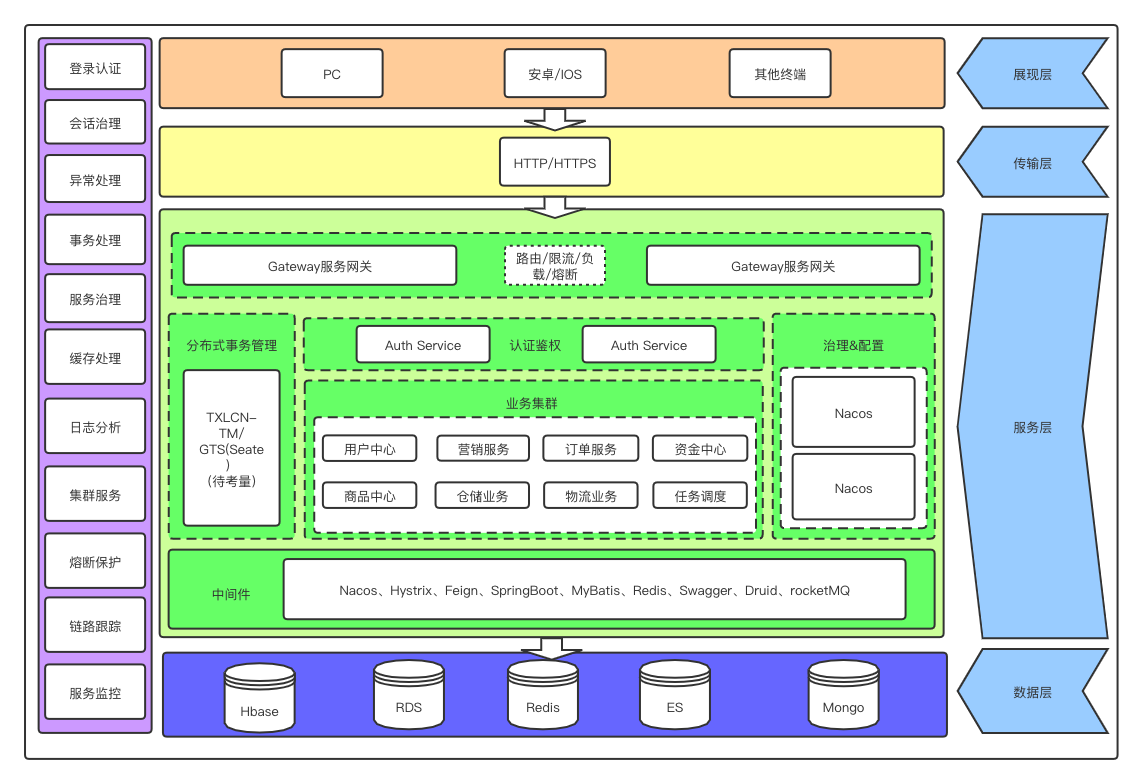 登录认证
会话治理
异常处理
事务处理
服务治理
缓存处理
日志分析
集群服务
熔断保护
链路跟踪
服务监控
PC
安卓/IOS
其他终端
展现层
HTTP/HTTPS
传输层
Gateway服务网关
路由/限流/负
载/熔断
Gateway服务网关
分布式事务管理
TXLCN-
TM/
GTS(Seate
)
(待考量)
Auth Service
认证鉴权
Auth Service
业务集群
用户中心
营销服务
订单服务
资金中心
商品中心
仓储业务
物流业务
任务调度
治理&配置
Nacos
Nacos
服务层
中间件
Nacos、Hystrix、Feign、SpringBoot、MyBatis、Redis、Swagger、Druid、rocketMQ
Hbase
RDS
Redis
ES
Mongo
数据层